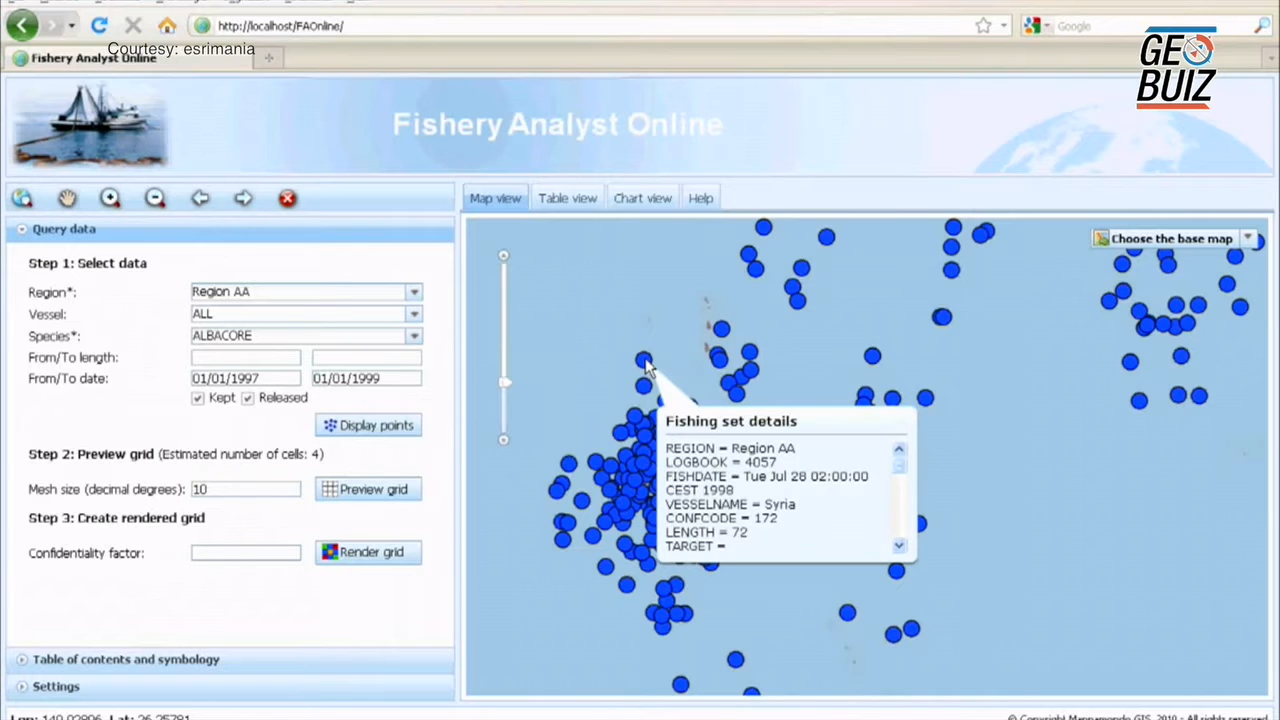 http://localhost/FAOnline/
Google
Courtesy: esrimania
Fishery Analyst Online
GEO
BUIZ
Fishery Analyst Online
Map view
Table view
Chart view
Help
Query data
Choose the base map
Step 1: Select data
Region*: Region AA
Vessel: ALL
Species*: ALBACORE
From/To length:
From/To date: 01/01/1997 01/01/1999
Kept Released
Display points
Step 2: Preview grid (Estimated number of cells: 4)
Mesh size (decimal degrees): 10
Preview grid
Step 3: Create rendered grid
Confidentiality factor:
Render grid
Fishing set details
REGION = Region AA
LOGBOOK = 4057
FISHDATE = Tue Jul 28 02:00:00
CEST 1998
VESSELNAME = Syria
CONFCODE = 172
LENGTH = 72
TARGET =
Table of contents and symbology
Settings